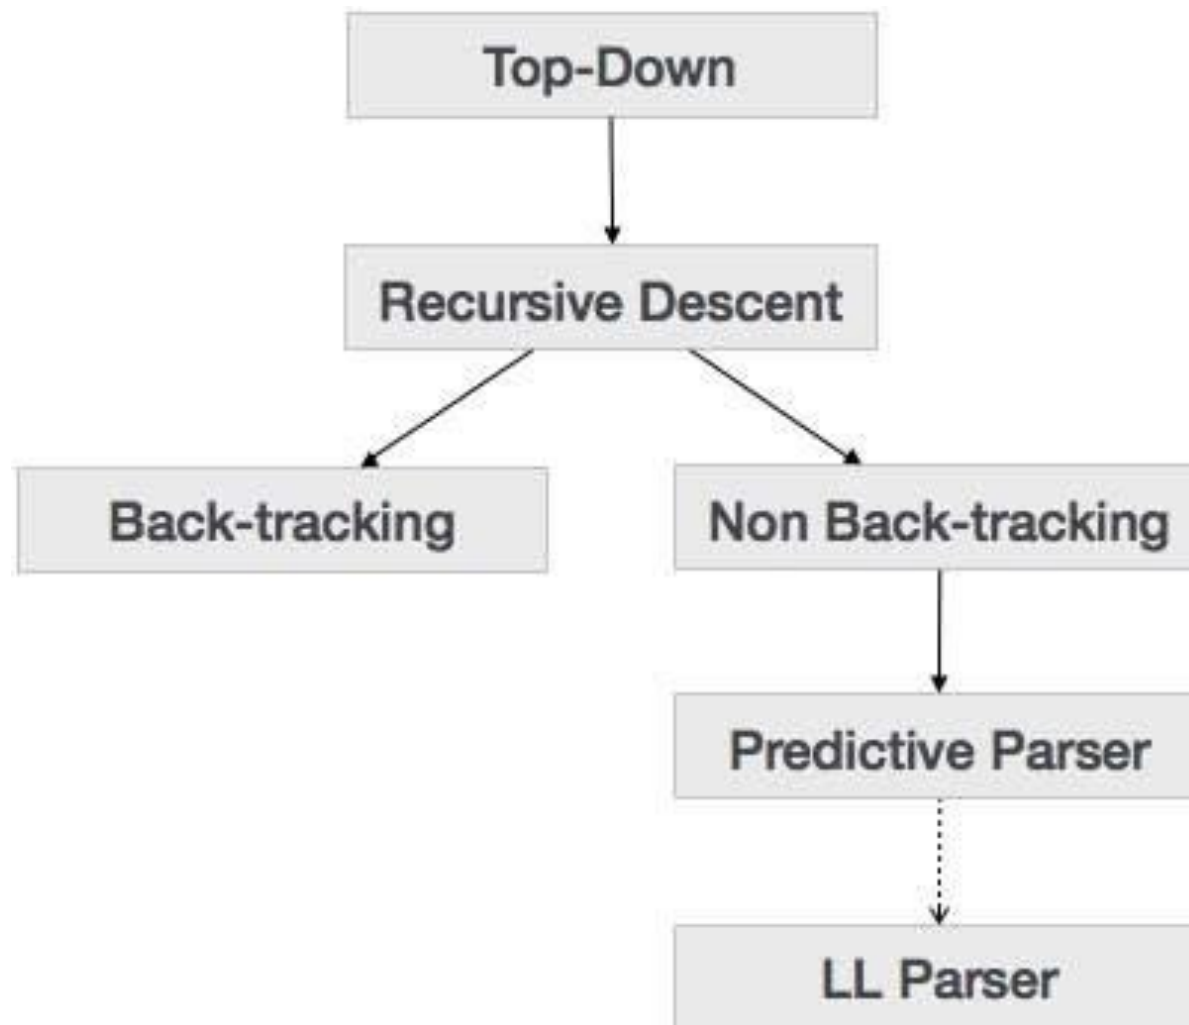 Top-Down
Recursive Descent
Back-tracking
Non Back-tracking
Predictive Parser
LL Parser